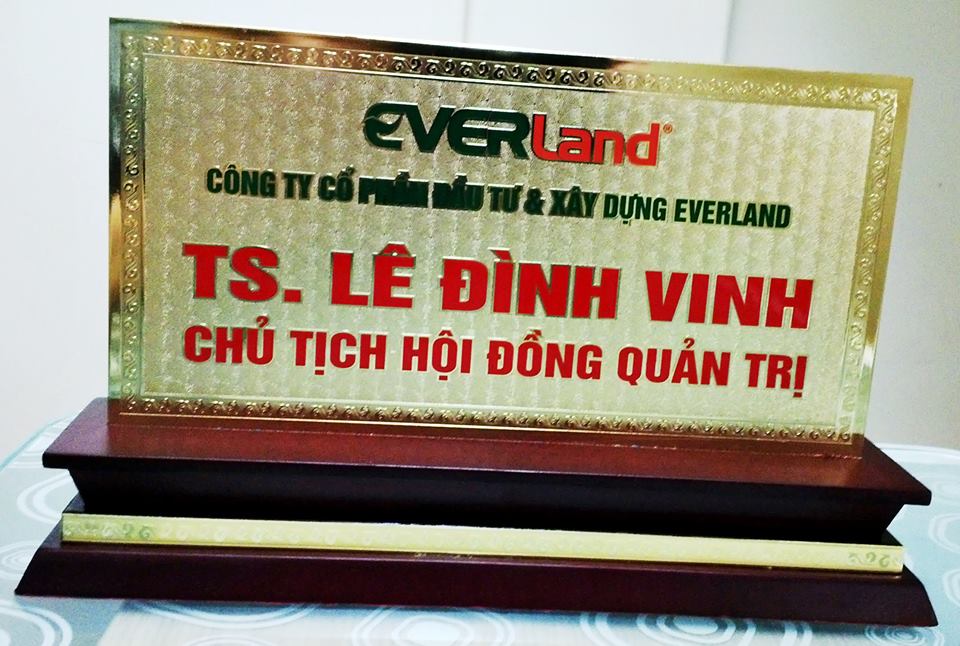 EVERLand®
CÔNG TY CỔ PHẦN ĐẦU TƯ & XÂY DỰNG EVERLAND
TS. LÊ ĐÌNH VINH
CHỦ TỊCH HỘI ĐỒNG QUẢN TRỊ